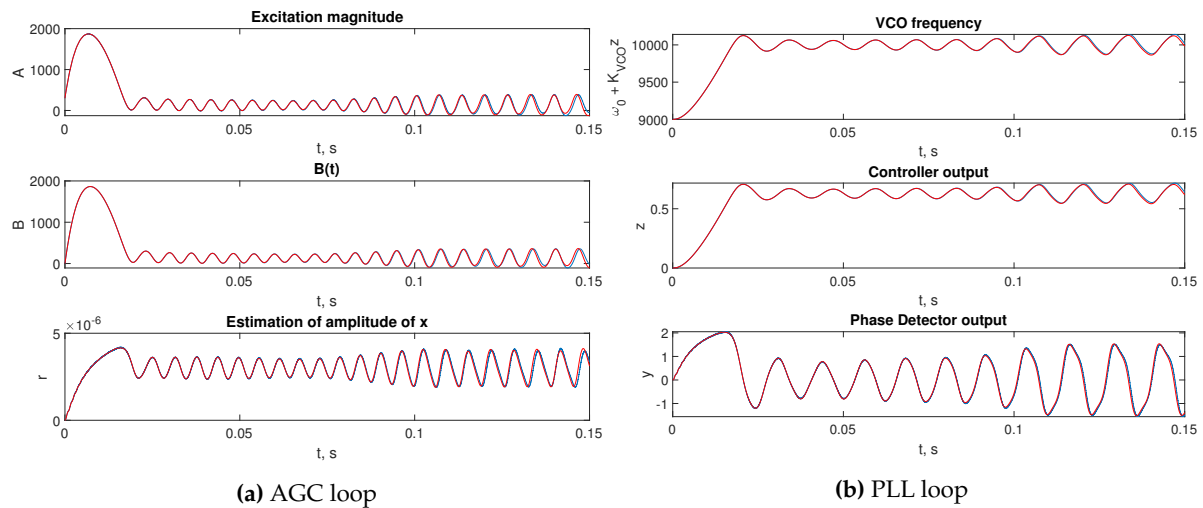 Excitation magnitude
2000
1000
0
A
0 0.05 0.1 0.15
t, s
B(t)
2000
1000
0
B
0 0.05 0.1 0.15
t, s
×10⁻⁶
Estimation of amplitude of x
5
0
r
0 0.05 0.1 0.15
t, s
(a) AGC loop
VCO frequency
10000
9500
9000
ω₀ + K_VCO z
0 0.05 0.1 0.15
t, s
Controller output
0.5
0
z
0 0.05 0.1 0.15
t, s
Phase Detector output
2
1
0
-1
y
0 0.05 0.1 0.15
t, s
(b) PLL loop